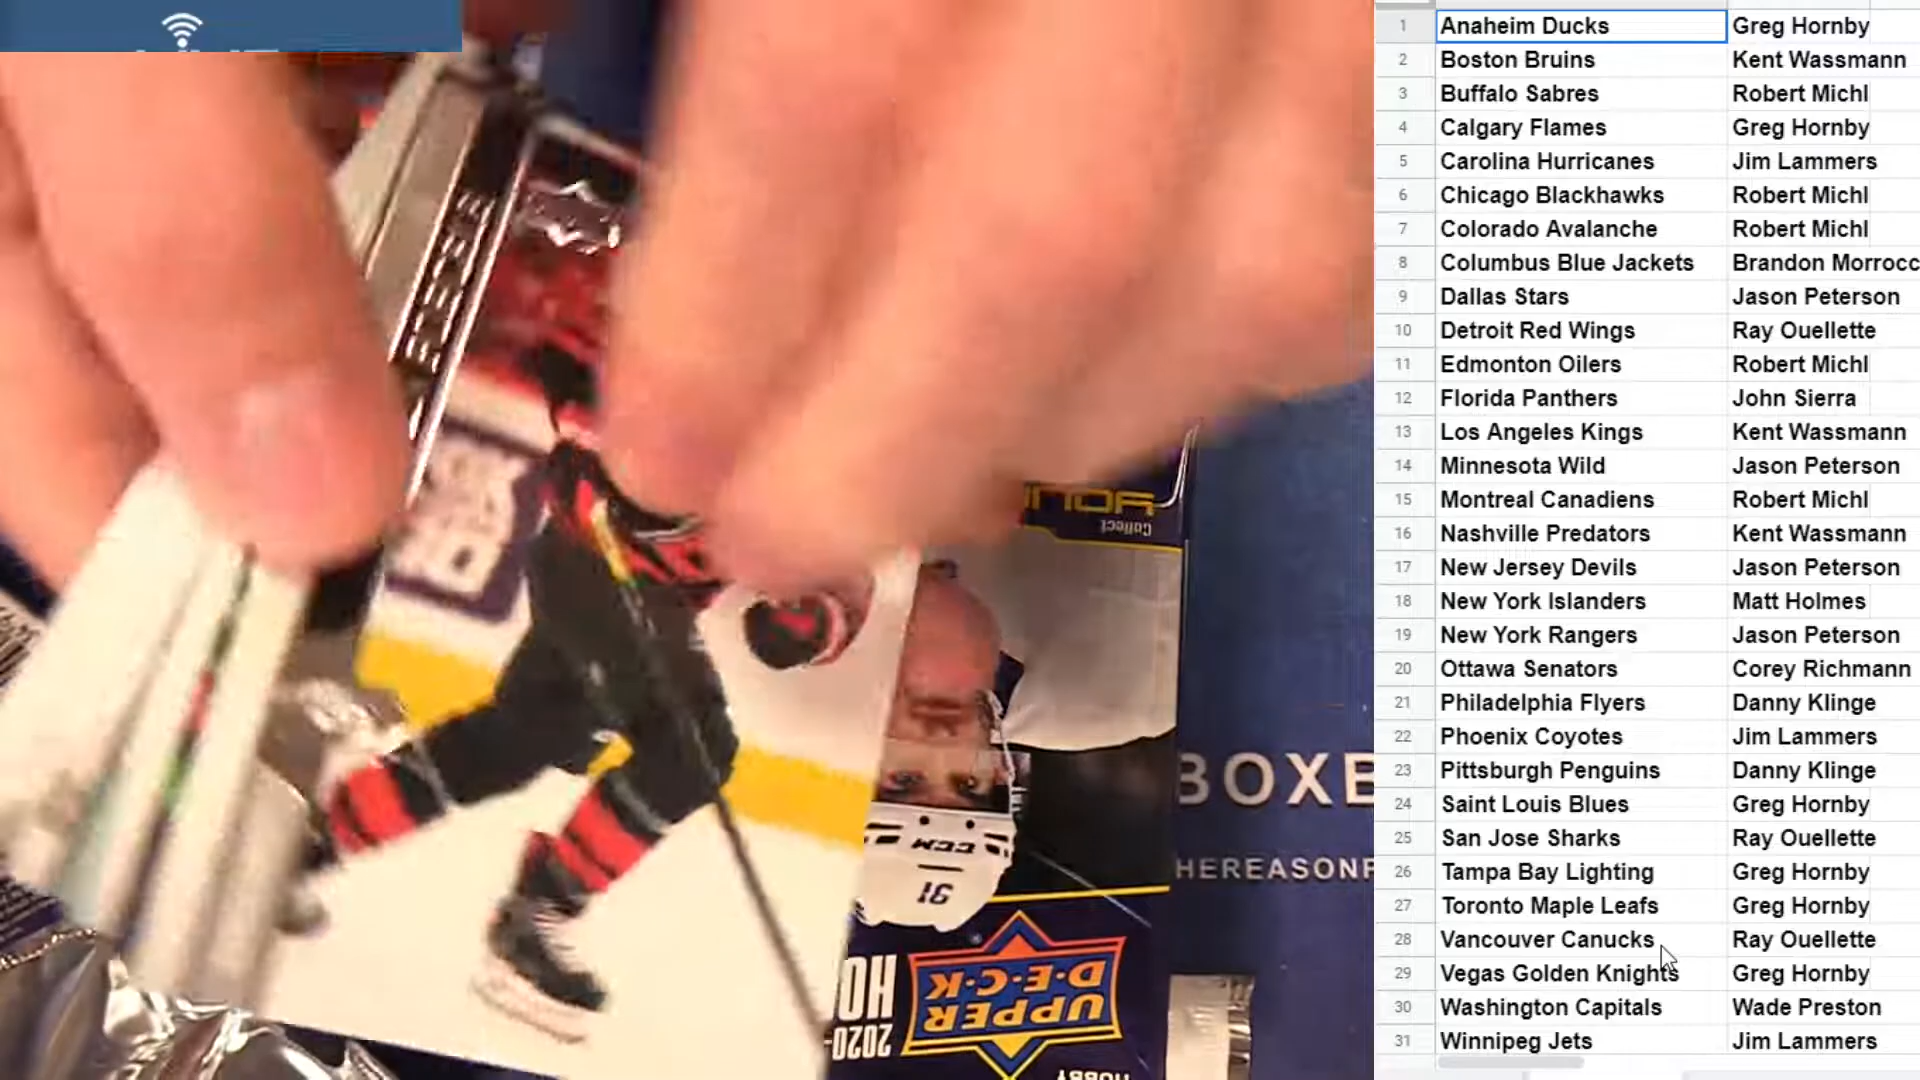 1 Anaheim Ducks Greg Hornby
2 Boston Bruins Kent Wassmann
3 Buffalo Sabres Robert Michl
4 Calgary Flames Greg Hornby
5 Carolina Hurricanes Jim Lammers
6 Chicago Blackhawks Robert Michl
7 Colorado Avalanche Robert Michl
8 Columbus Blue Jackets Brandon Morrocc
9 Dallas Stars Jason Peterson
10 Detroit Red Wings Ray Ouellette
11 Edmonton Oilers Robert Michl
12 Florida Panthers John Sierra
13 Los Angeles Kings Kent Wassmann
14 Minnesota Wild Jason Peterson
15 Montreal Canadiens Robert Michl
16 Nashville Predators Kent Wassmann
17 New Jersey Devils Jason Peterson
18 New York Islanders Matt Holmes
19 New York Rangers Jason Peterson
20 Ottawa Senators Corey Richmann
21 Philadelphia Flyers Danny Klinge
22 Phoenix Coyotes Jim Lammers
23 Pittsburgh Penguins Danny Klinge
24 Saint Louis Blues Greg Hornby
25 San Jose Sharks Ray Ouellette
26 Tampa Bay Lighting Greg Hornby
27 Toronto Maple Leafs Greg Hornby
28 Vancouver Canucks Ray Ouellette
29 Vegas Golden Knights Greg Hornby
30 Washington Capitals Wade Preston
31 Winnipeg Jets Jim Lammers
Collect
CCM
91
UPPER
D·E·C·K
2020-
HOBBY
BOXB
HEREASONF